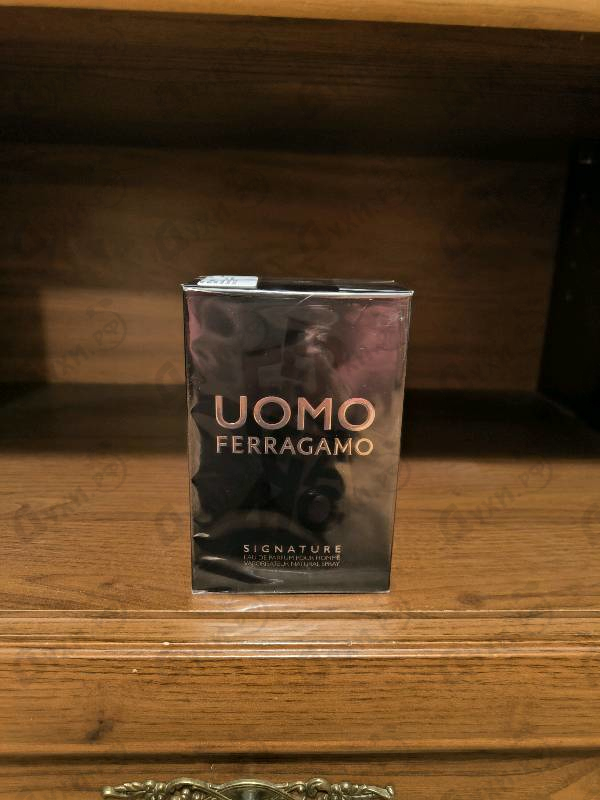 UOMO
FERRAGAMO
SIGNATURE
EAU DE PARFUM POUR HOMME
VAPORISATEUR NATURAL SPRAY